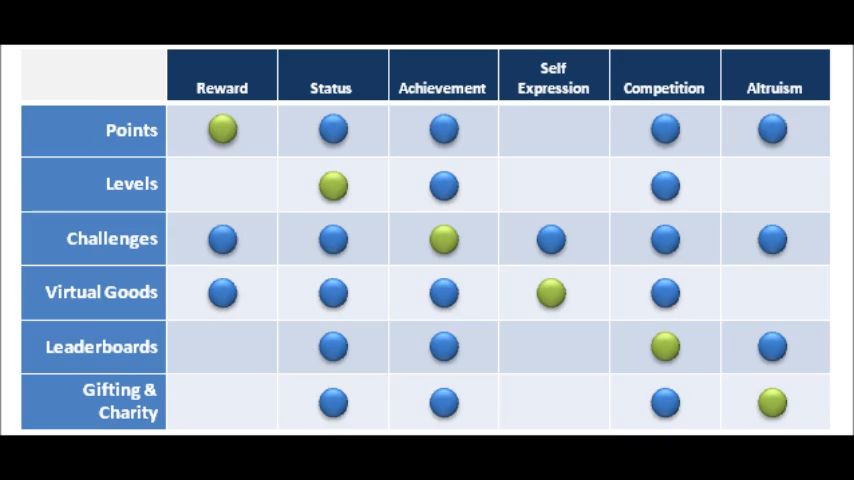 Reward
Status
Achievement
Self
Expression
Competition
Altruism
Points
Levels
Challenges
Virtual Goods
Leaderboards
Gifting &
Charity